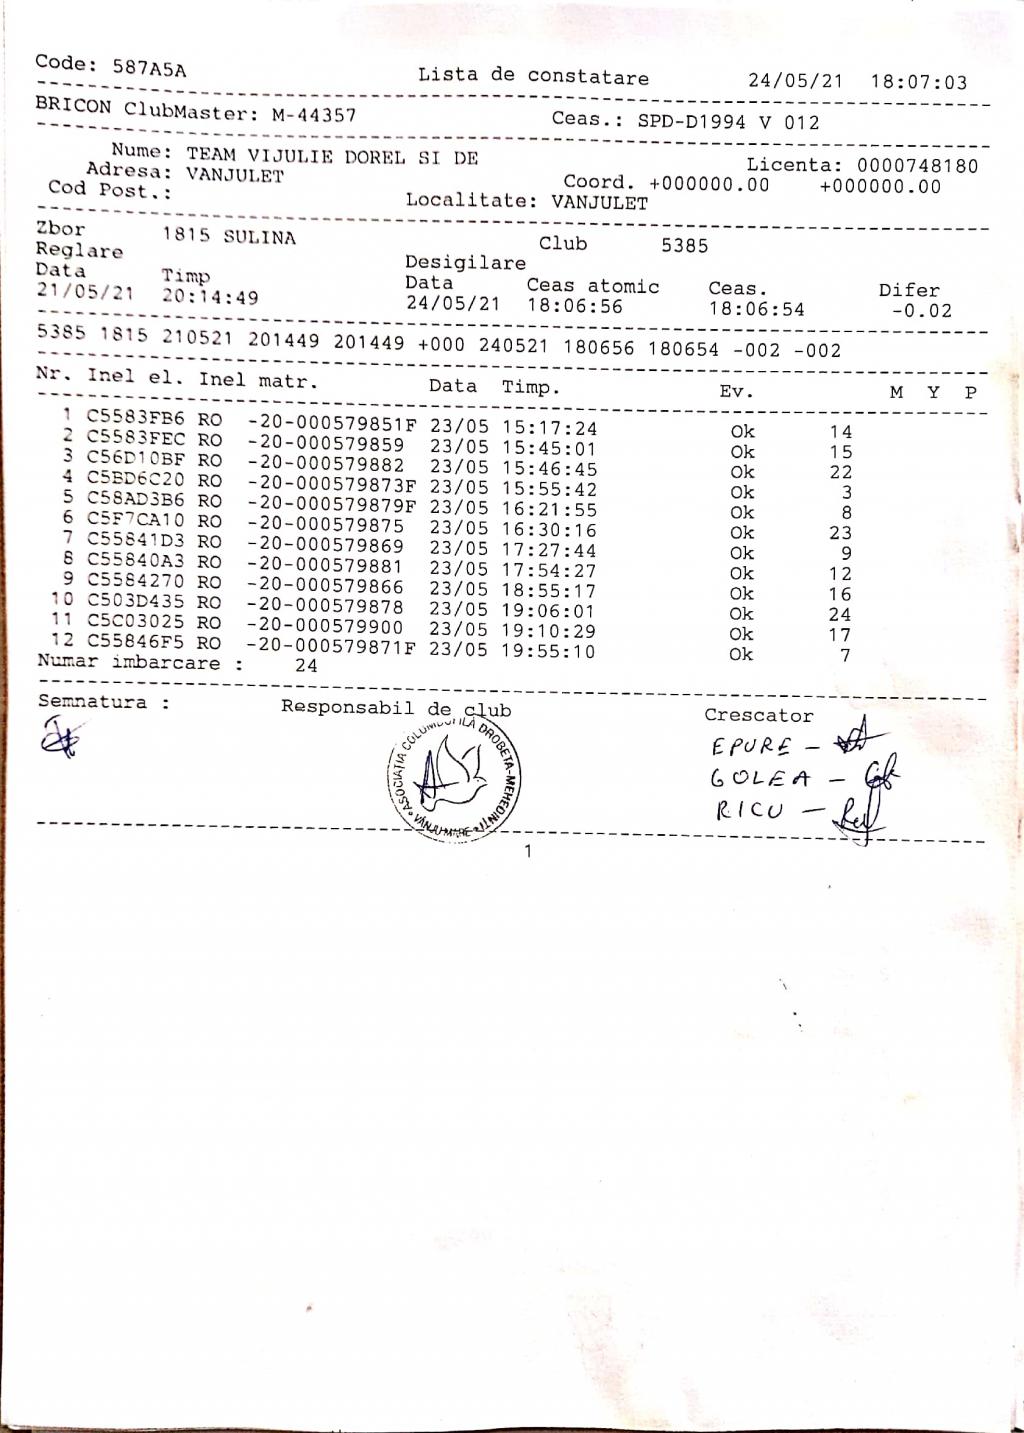 Code: 587A5A Lista de constatare 24/05/21 18:07:03
BRICON ClubMaster: M-44357 Ceas.: SPD-D1994 V 012
Nume: TEAM VIJULIE DOREL SI DE Licenta: 0000748180
Adresa: VANJULET Coord. +000000.00 +000000.00
Cod Post.: Localitate: VANJULET
Zbor 1815 SULINA Club 5385
Reglare Desigilare
Data Timp Data Ceas atomic Ceas. Difer
21/05/21 20:14:49 24/05/21 18:06:56 18:06:54 -0.02
5385 1815 210521 201449 201449 +000 240521 180656 180654 -002 -002
Nr. Inel el. Inel matr. Data Timp. Ev. M Y P
1 C5583FB6 RO -20-000579851F 23/05 15:17:24 Ok 14
2 C5583FEC RO -20-000579859 23/05 15:45:01 Ok 15
3 C56D10BF RO -20-000579882 23/05 15:46:45 Ok 22
4 C5BD6C20 RO -20-000579873F 23/05 15:55:42 Ok 3
5 C58AD3B6 RO -20-000579879F 23/05 16:21:55 Ok 8
6 C5F7CA10 RO -20-000579875 23/05 16:30:16 Ok 23
7 C55841D3 RO -20-000579869 23/05 17:27:44 Ok 9
8 C55840A3 RO -20-000579881 23/05 17:54:27 Ok 12
9 C5584270 RO -20-000579866 23/05 18:55:17 Ok 16
10 C503D435 RO -20-000579878 23/05 19:06:01 Ok 24
11 C5C03025 RO -20-000579900 23/05 19:10:29 Ok 17
12 C55846F5 RO -20-000579871F 23/05 19:55:10 Ok 7
Numar imbarcare : 24
Semnatura : Responsabil de club Crescator
ASOCIATIA COLUMBOFILĂ DROBETA-MEHEDINȚI
VÂNJU MARE
EPURE -
GOLEA -
RICU -
1